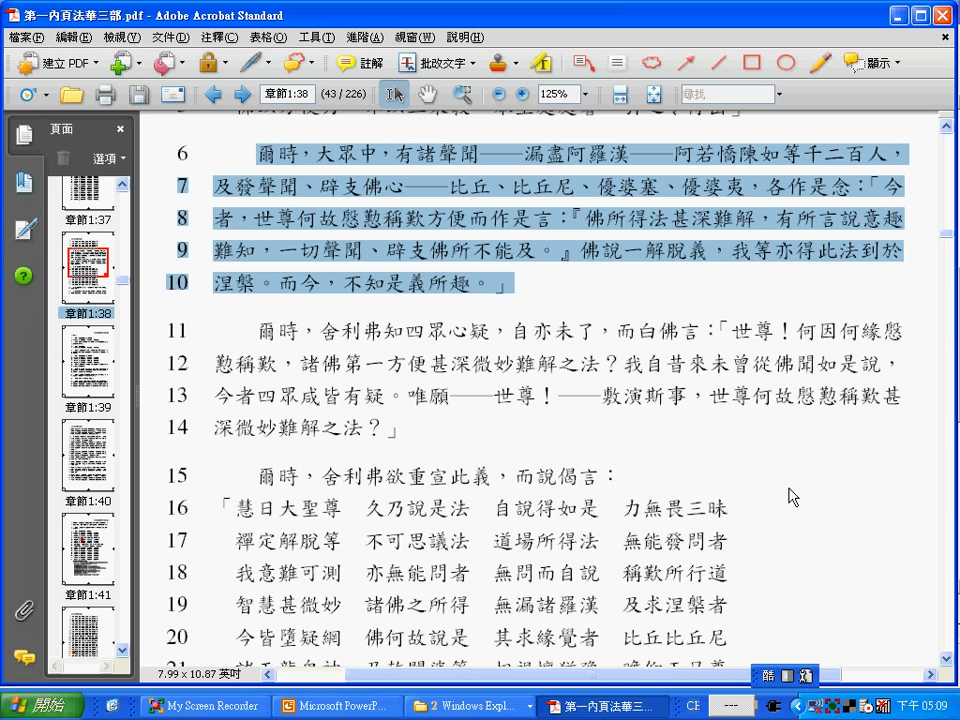 第一內頁法華三部.pdf - Adobe Acrobat Standard
檔案(F) 編輯(E) 檢視(V) 文件(D) 注釋(C) 表格(O) 工具(T) 進階(A) 視窗(W) 說明(H)
建立 PDF 註解 批改文字 顯示
章節1:38 (43 / 226) 125% 尋找
頁面
選項
章節1:37
章節1:38
章節1:39
章節1:40
章節1:41
6 爾時，大眾中，有諸聲聞——漏盡阿羅漢——阿若憍陳如等千二百人，
7 及發聲聞、辟支佛心——比丘、比丘尼、優婆塞、優婆夷，各作是念：「今
8 者，世尊何故慇懃稱歎方便而作是言：『佛所得法甚深難解，有所言說意趣
9 難知，一切聲聞、辟支佛所不能及。』佛說一解脫義，我等亦得此法到於
10 涅槃。而今，不知是義所趣。」
11 爾時，舍利弗知四眾心疑，自亦未了，而白佛言：「世尊！何因何緣慇
12 懃稱歎，諸佛第一方便甚深微妙難解之法？我自昔來未曾從佛聞如是說，
13 今者四眾咸皆有疑。唯願——世尊！——敷演斯事，世尊何故慇懃稱歎甚
14 深微妙難解之法？」
15 爾時，舍利弗欲重宣此義，而說偈言：
16 「慧日大聖尊 久乃說是法 自說得如是 力無畏三昧
17 禪定解脫等 不可思議法 道場所得法 無能發問者
18 我意難可測 亦無能問者 無問而自說 稱歎所行道
19 智慧甚微妙 諸佛之所得 無漏諸羅漢 及求涅槃者
20 今皆墮疑網 佛何故說是 其求緣覺者 比丘比丘尼
7.99 x 10.87 英吋
酷
開始 My Screen Recorder Microsoft PowerP... 2 Windows Expl... 第一內頁法華三... CE --- 下午 05:09